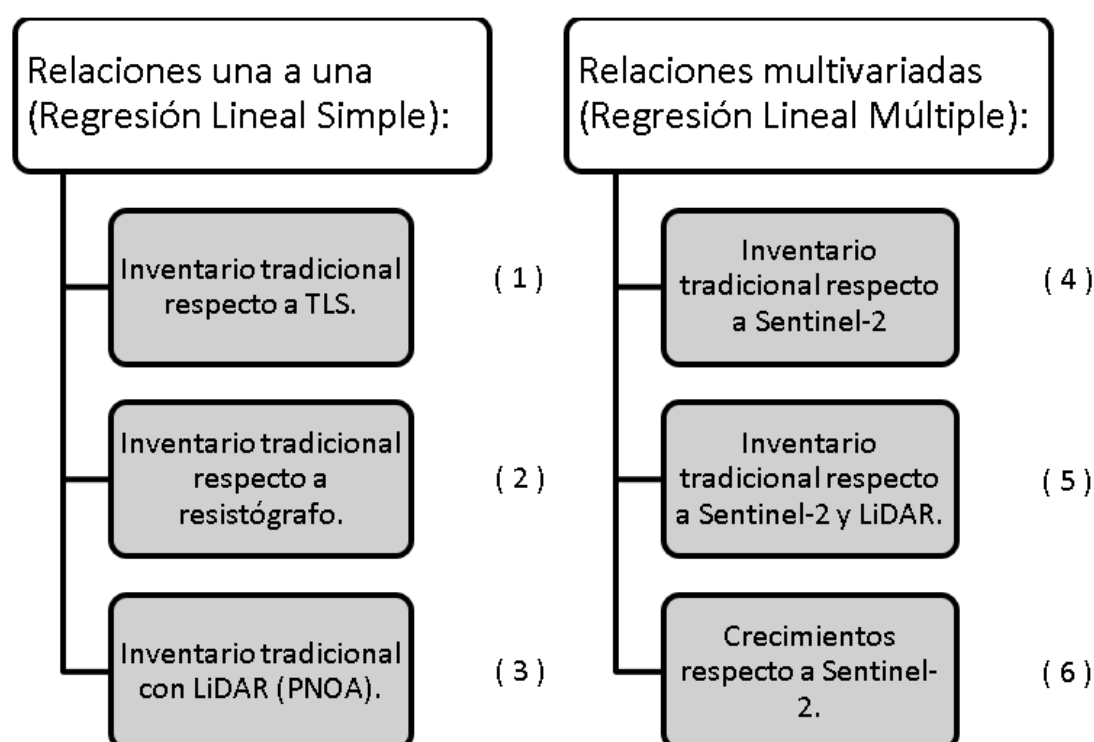 Relaciones una a una
(Regresión Lineal Simple):
Inventario tradicional
respecto a TLS.
( 1 )
Inventario tradicional
respecto a
resistógrafo.
( 2 )
Inventario tradicional
con LiDAR (PNOA).
( 3 )
Relaciones multivariadas
(Regresión Lineal Múltiple):
Inventario
tradicional respecto
a Sentinel-2
( 4 )
Inventario
tradicional respecto
a Sentinel-2 y LiDAR.
( 5 )
Crecimientos
respecto a Sentinel-
2.
( 6 )